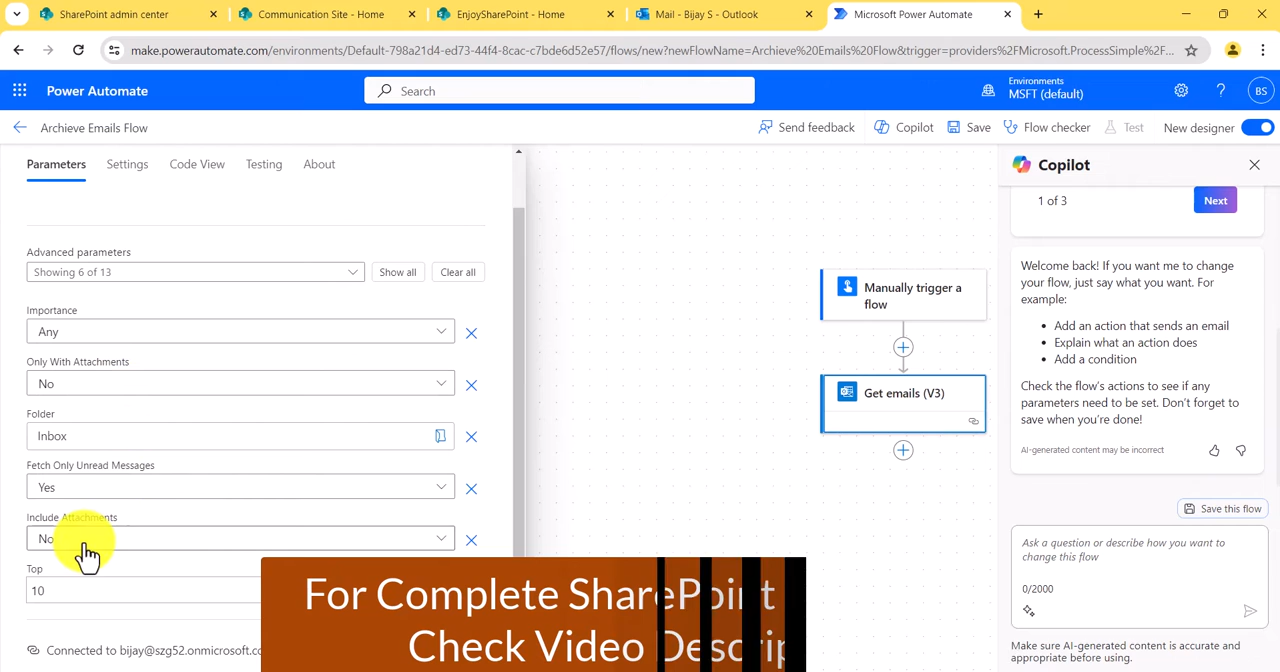 SharePoint admin center
Communication Site - Home
EnjoySharePoint - Home
Mail - Bijay S - Outlook
Microsoft Power Automate
make.powerautomate.com/environments/Default-798a21d4-ed73-44f4-8cac-c7bde6d52e57/flows/new?newFlowName=Archieve%20Emails%20Flow&trigger=providers%2FMicrosoft.ProcessSimple%2F...
Power Automate
Search
Environments
MSFT (default)
BS
Archieve Emails Flow
Send feedback
Copilot
Save
Flow checker
Test
New designer
Parameters
Settings
Code View
Testing
About
Advanced parameters
Showing 6 of 13
Show all
Clear all
Importance
Any
Only With Attachments
No
Folder
Inbox
Fetch Only Unread Messages
Yes
Include Attachments
No
Top
10
Connected to bijay@szg52.onmicrosoft.co
Manually trigger a
flow
Get emails (V3)
Copilot
1 of 3
Next
Welcome back! If you want me to change
your flow, just say what you want. For
example:
• Add an action that sends an email
• Explain what an action does
• Add a condition
Check the flow's actions to see if any
parameters need to be set. Don't forget to
save when you're done!
AI-generated content may be incorrect
Save this flow
Ask a question or describe how you want to
change this flow
0/2000
Make sure AI-generated content is accurate and
appropriate before using.
For Complete SharePoint
Check Video Descrip